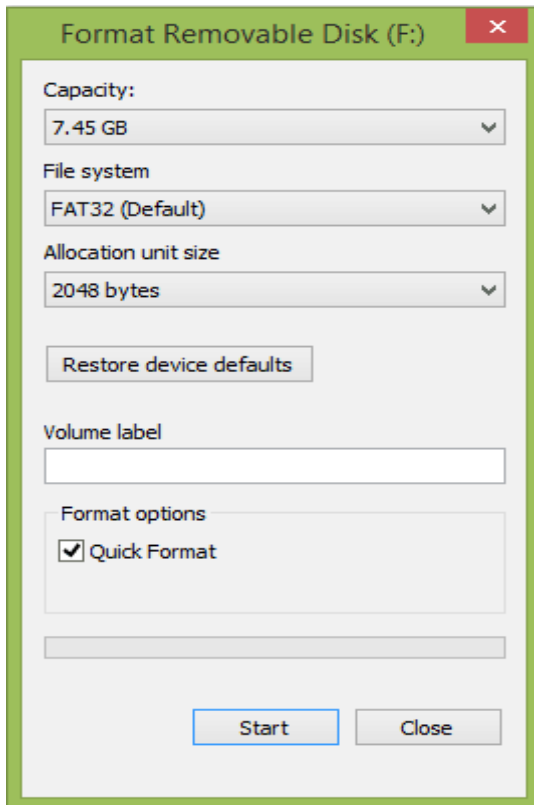 Format Removable Disk (F:)
Capacity:
7.45 GB
File system
FAT32 (Default)
Allocation unit size
2048 bytes
Restore device defaults
Volume label
Format options
Quick Format
Start Close